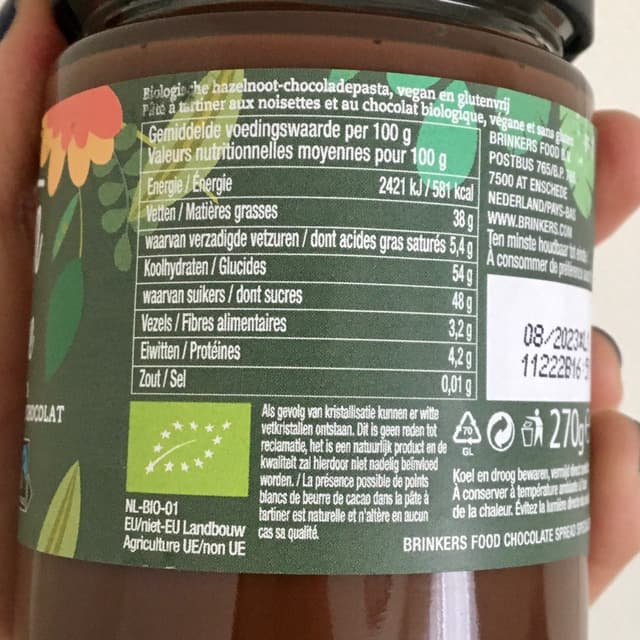 Biologische hazelnoot-chocoladepasta, vegan en glutenvrij
Pâte à tartiner aux noisettes et au chocolat biologique, végane et sans
Gemiddelde voedingswaarde per 100 g
Valeurs nutritionnelles moyennes pour 100 g
Energie / Énergie 2421 kJ / 581 kcal
Vetten / Matières grasses 38 g
waarvan verzadigde vetzuren / dont acides gras saturés 5,4 g
Koolhydraten / Glucides 54 g
waarvan suikers / dont sucres 48 g
Vezels / Fibres alimentaires 3,2 g
Eiwitten / Protéines 4,2 g
Zout / Sel 0,01 g
BRINKERS FOOD
POSTBUS 765/B.P.
7500 AT ENSCHEDE
NEDERLAND/PAYS-BAS
WWW.BRINKERS.COM
Ten minste houdbaar tot einde
À consommer de préférence
08/2023
11222B16
CHOCOLAT
NL-BIO-01
EU/niet-EU Landbouw
Agriculture UE/non UE
Als gevolg van kristallisatie kunnen er witte
vetkristallen ontstaan. Dit is geen reden tot
reclamatie, het is een natuurlijk product en de
kwaliteit zal hierdoor niet nadelig beïnvloed
worden. / La présence possible de points
blancs de beurre de cacao dans la pâte à
tartiner est naturelle et n'altère en aucun
cas sa qualité.
70
GL
270g
Koel en droog bewaren, vermijd
À conserver à température
de la chaleur. Évitez la lumière
BRINKERS FOOD CHOCOLATE SPREAD